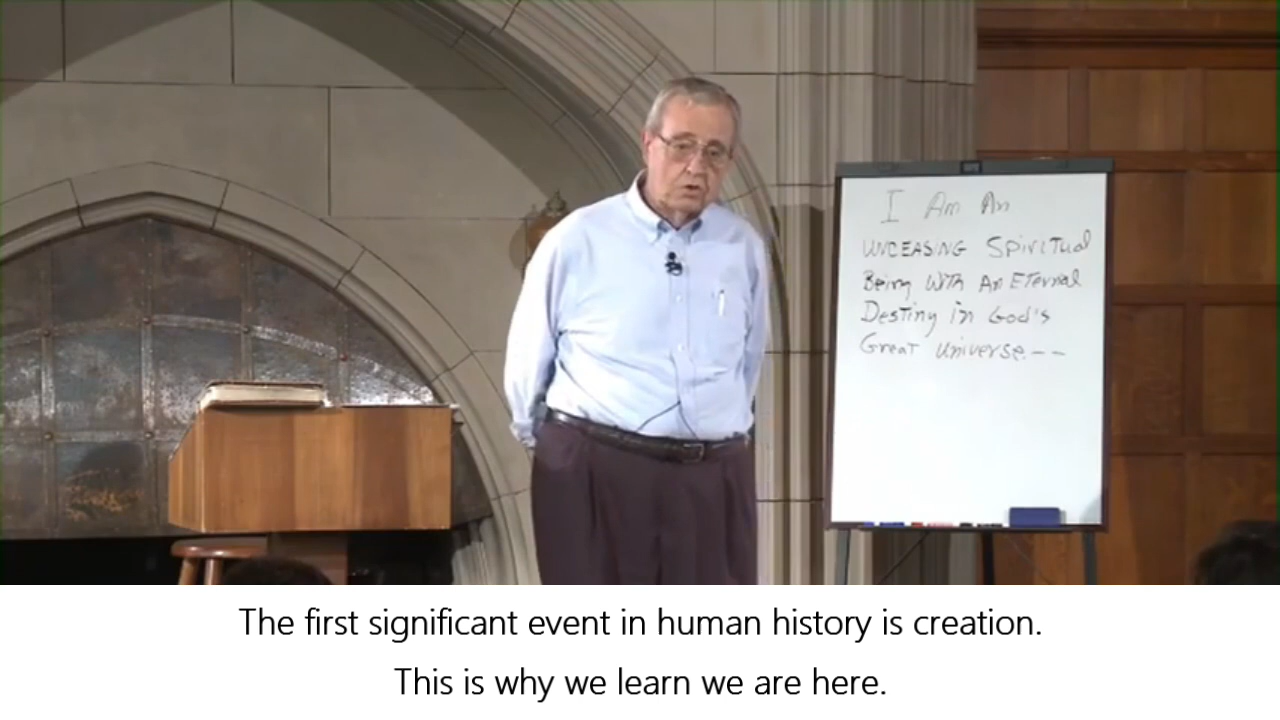 I Am An
UNCEASING Spiritual
Being With An Eternal
Destiny in God's
Great Universe--
The first significant event in human history is creation.
This is why we learn we are here.